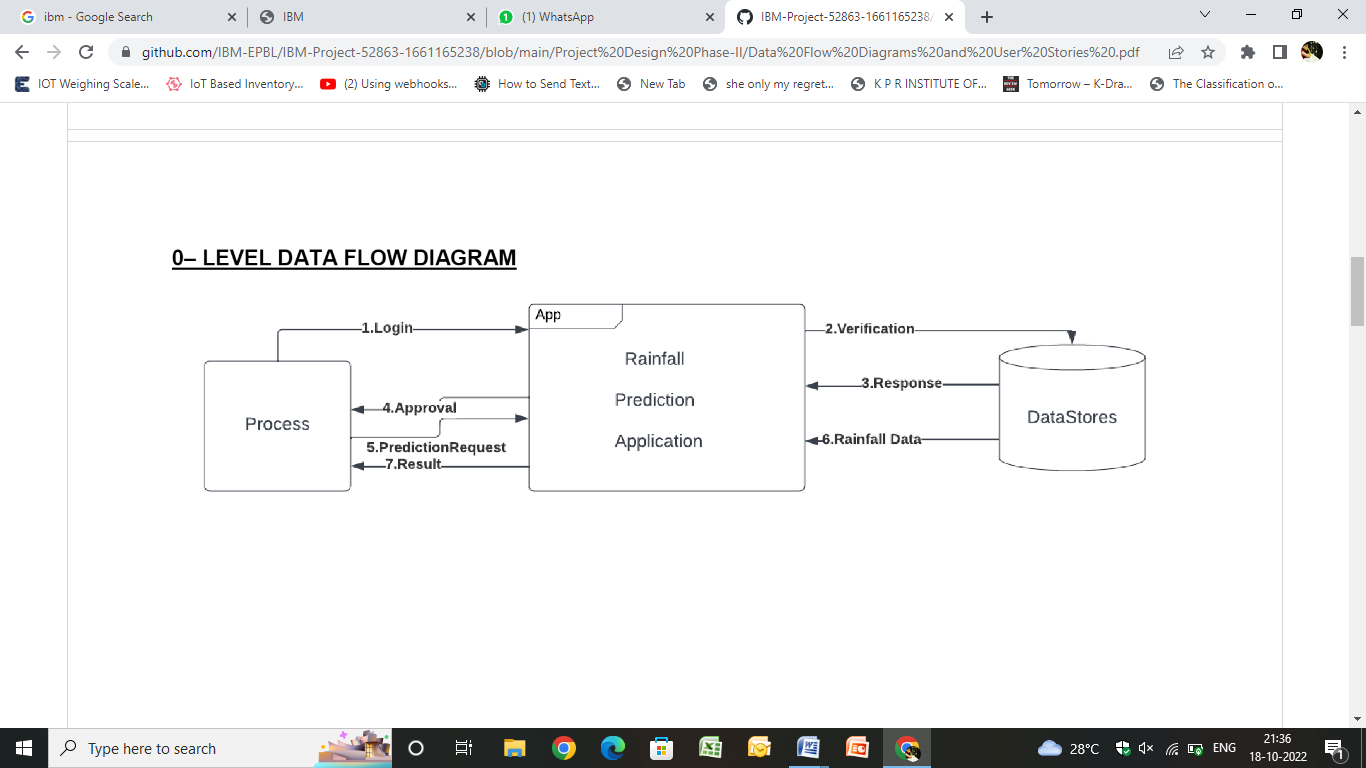 ibm - Google Search
IBM
(1) WhatsApp
IBM-Project-52863-1661165238/
github.com/IBM-EPBL/IBM-Project-52863-1661165238/blob/main/Project%20Design%20Phase-II/Data%20Flow%20Diagrams%20and%20User%20Stories%20.pdf
IOT Weighing Scale...
IoT Based Inventory...
(2) Using webhooks...
How to Send Text...
New Tab
she only my regret...
K P R INSTITUTE OF...
Tomorrow – K-Dra...
The Classification o...
0– LEVEL DATA FLOW DIAGRAM
App
1.Login
2.Verification
Rainfall
3.Response
Prediction
4.Approval
Process
DataStores
Application
6.Rainfall Data
5.PredictionRequest
7.Result
Type here to search
28°C
ENG
21:36
18-10-2022
1